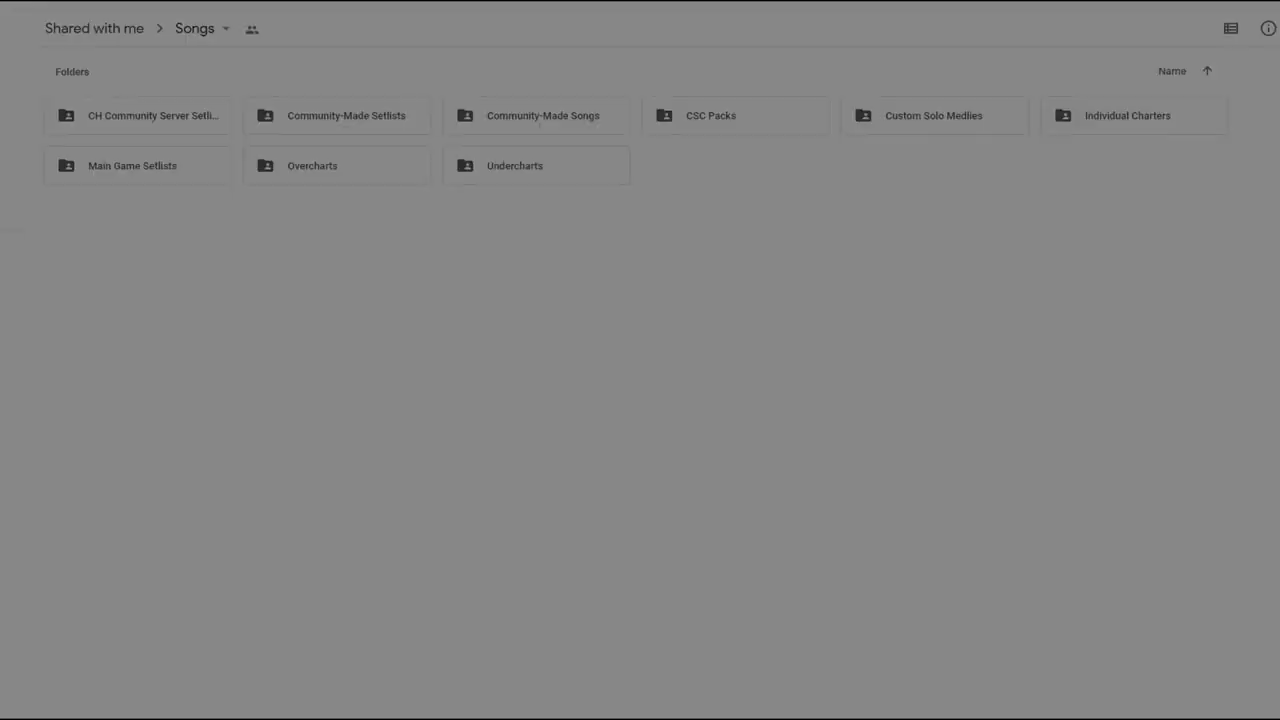 Shared with me > Songs
Folders
Name
CH Community Server Setli...
Community-Made Setlists
Community-Made Songs
CSC Packs
Custom Solo Medlies
Individual Charters
Main Game Setlists
Overcharts
Undercharts